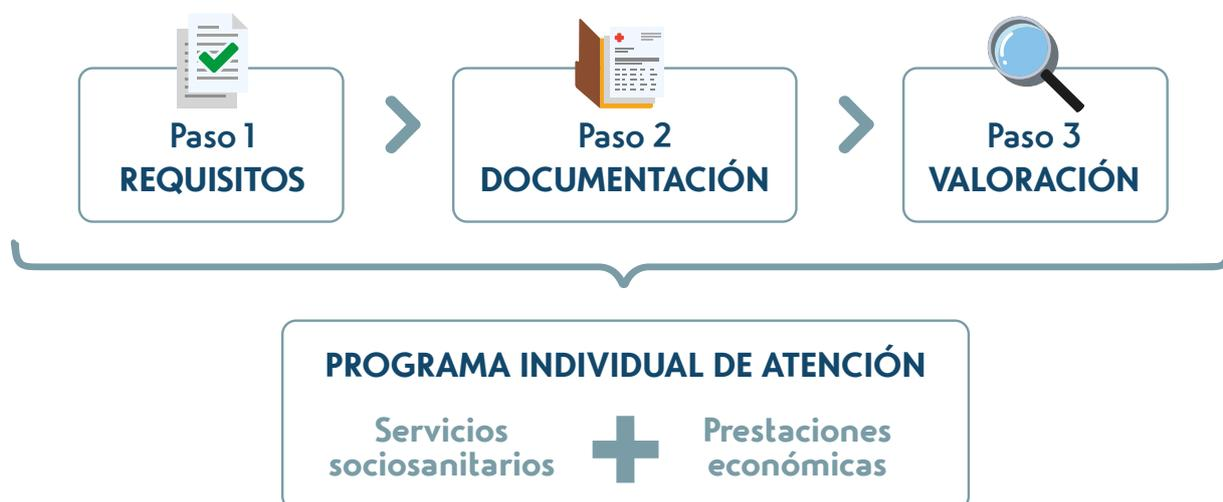 Paso 1
REQUISITOS
Paso 2
DOCUMENTACIÓN
Paso 3
VALORACIÓN
PROGRAMA INDIVIDUAL DE ATENCIÓN
Servicios
sociosanitarios
Prestaciones
económicas